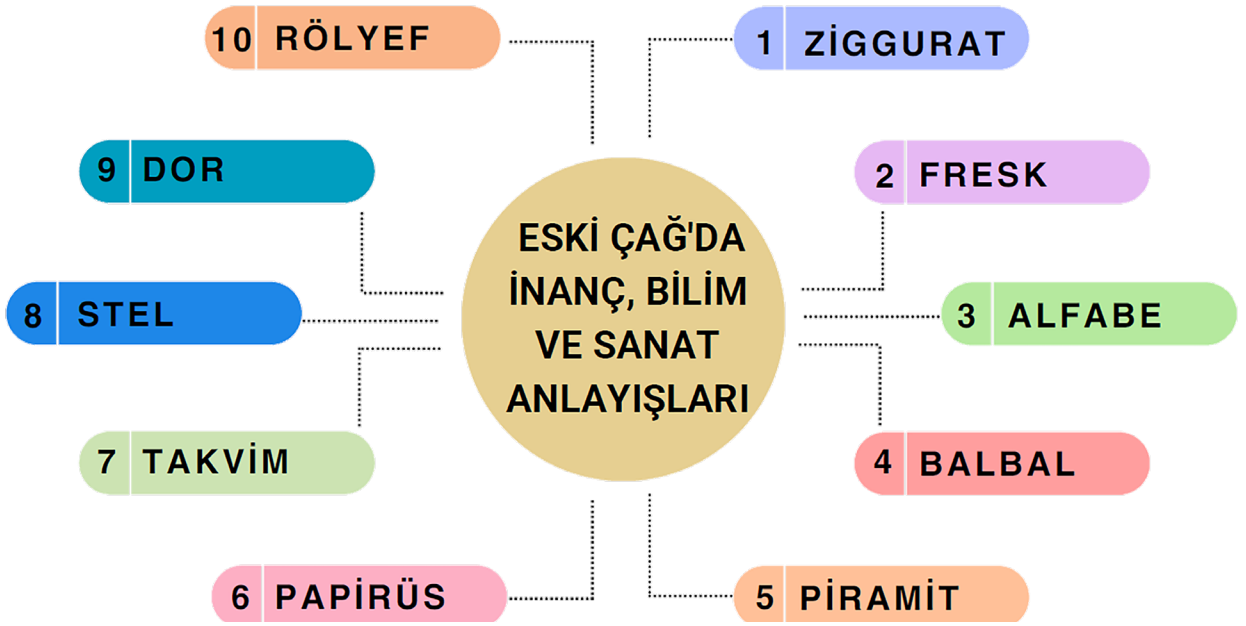 10 RÖLYEF
1 ZİGGURAT
9 DOR
2 FRESK
ESKİ ÇAĞ'DA
İNANÇ, BİLİM
VE SANAT
ANLAYIŞLARI
8 STEL
3 ALFABE
7 TAKVİM
4 BALBAL
6 PAPİRÜS
5 PİRAMİT